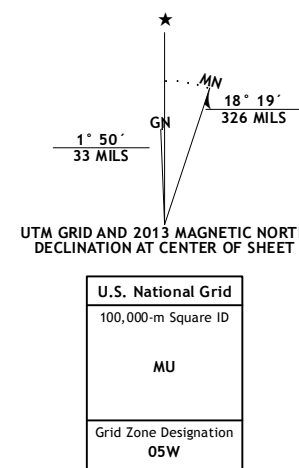 ★
MN
GN
18° 19´
326 MILS
1° 50´
33 MILS
UTM GRID AND 2013 MAGNETIC NORTH
DECLINATION AT CENTER OF SHEET
U.S. National Grid
100,000-m Square ID
MU
Grid Zone Designation
05W